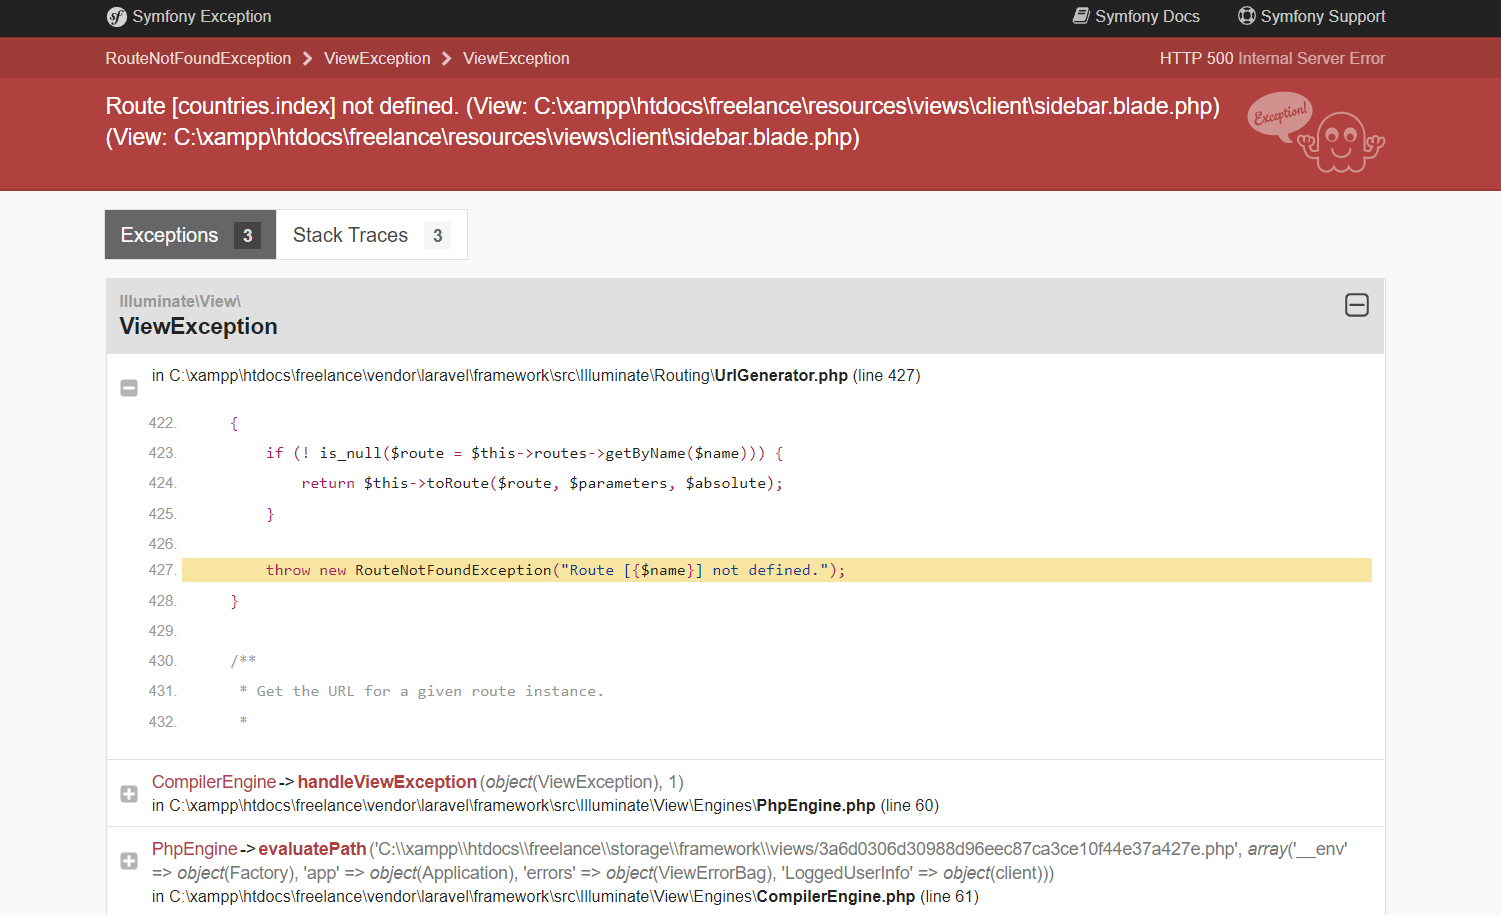 Symfony Exception
Symfony Docs
Symfony Support
RouteNotFoundException
ViewException
ViewException
HTTP 500 Internal Server Error
Route [countries.index] not defined. (View: C:\xampp\htdocs\freelance\resources\views\client\sidebar.blade.php)
(View: C:\xampp\htdocs\freelance\resources\views\client\sidebar.blade.php)
Exception!
Exceptions 3
Stack Traces 3
Illuminate\View\
ViewException
in C:\xampp\htdocs\freelance\vendor\laravel\framework\src\Illuminate\Routing\UrlGenerator.php (line 427)
422. {
423. if (! is_null($route = $this->routes->getByName($name))) {
424. return $this->toRoute($route, $parameters, $absolute);
425. }
426.
427. throw new RouteNotFoundException("Route [{$name}] not defined.");
428. }
429.
430. /**
431. * Get the URL for a given route instance.
432. *
CompilerEngine->handleViewException(object(ViewException), 1)
in C:\xampp\htdocs\freelance\vendor\laravel\framework\src\Illuminate\View\Engines\PhpEngine.php (line 60)
PhpEngine->evaluatePath('C:\\xampp\\htdocs\\freelance\\storage\\framework\\views/3a6d0306d30988d96eec87ca3ce10f44e37a427e.php', array('__env'
=> object(Factory), 'app' => object(Application), 'errors' => object(ViewErrorBag), 'LoggedUserInfo' => object(client)))
in C:\xampp\htdocs\freelance\vendor\laravel\framework\src\Illuminate\View\Engines\CompilerEngine.php (line 61)